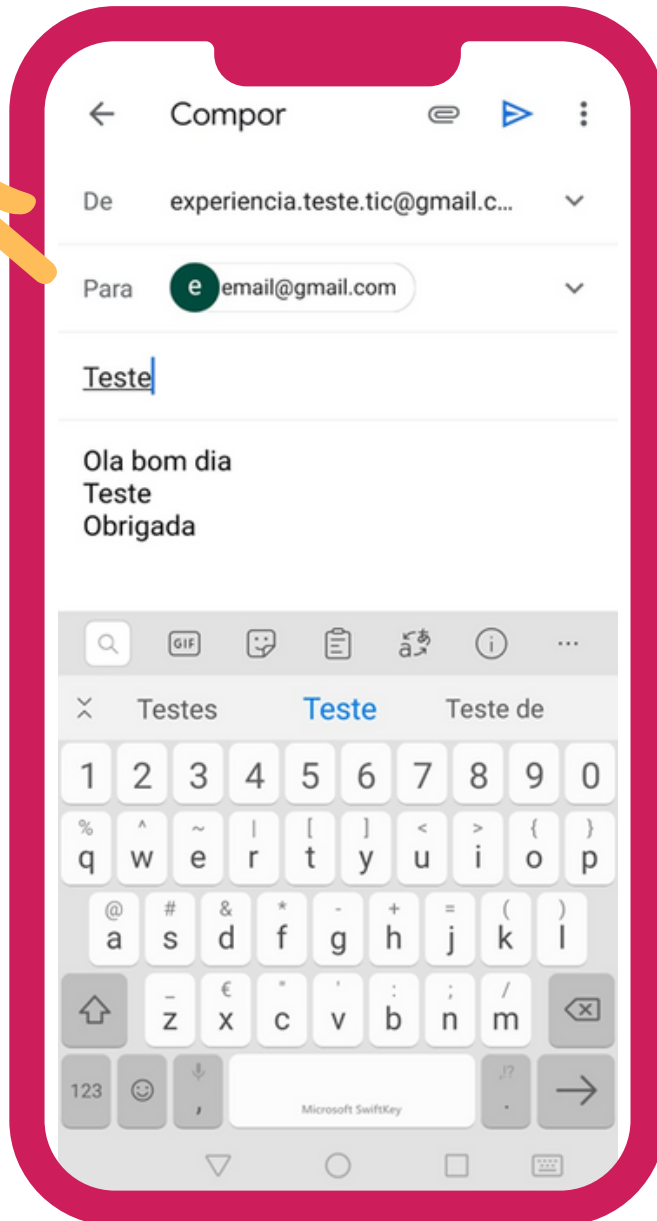 Compor
De experiencia.teste.tic@gmail.c...
Para e email@gmail.com
Teste
Ola bom dia
Teste
Obrigada
GIF
Testes Teste Teste de
1 2 3 4 5 6 7 8 9 0
% ^ ~ | [ ] < > { }
q w e r t y u i o p
@ # & * - + = ( )
a s d f g h j k l
_ € " ' : ; /
z x c v b n m
123 , Microsoft SwiftKey ,!? .